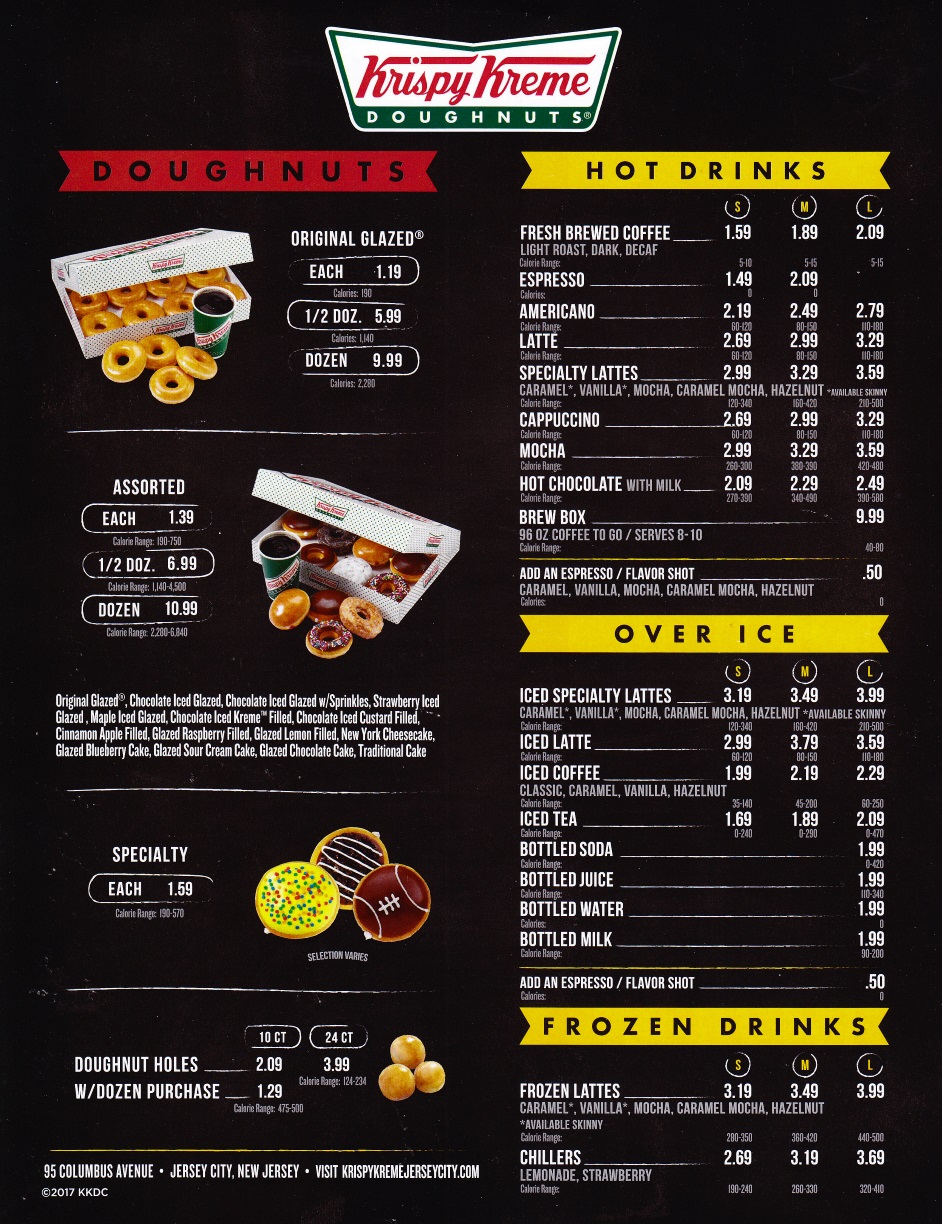 Krispy Kreme
DOUGHNUTS®
DOUGHNUTS
ORIGINAL GLAZED®
EACH 1.19
Calories: 190
1/2 DOZ. 5.99
Calories: 1,140
DOZEN 9.99
Calories: 2,280
ASSORTED
EACH 1.39
Calorie Range: 190-750
1/2 DOZ. 6.99
Calorie Range: 1,140-4,500
DOZEN 10.99
Calorie Range: 2,280-6,840
Original Glazed®, Chocolate Iced Glazed, Chocolate Iced Glazed w/Sprinkles, Strawberry Iced
Glazed , Maple Iced Glazed, Chocolate Iced Kreme™ Filled, Chocolate Iced Custard Filled,
Cinnamon Apple Filled, Glazed Raspberry Filled, Glazed Lemon Filled, New York Cheesecake,
Glazed Blueberry Cake, Glazed Sour Cream Cake, Glazed Chocolate Cake, Traditional Cake
SPECIALTY
EACH 1.59
Calorie Range: 190-570
SELECTION VARIES
10 CT 24 CT
DOUGHNUT HOLES 2.09 3.99
Calorie Range: 124-234
W/DOZEN PURCHASE 1.29
Calorie Range: 475-500
95 COLUMBUS AVENUE • JERSEY CITY, NEW JERSEY • VISIT KRISPYKREMEJERSEYCITY.COM
©2017 KKDC
HOT DRINKS
S M L
FRESH BREWED COFFEE 1.59 1.89 2.09
LIGHT ROAST, DARK, DECAF
Calorie Range: 5-10 5-15 5-15
ESPRESSO 1.49 2.09
Calories: 0 0
AMERICANO 2.19 2.49 2.79
Calorie Range: 60-120 80-150 110-180
LATTE 2.69 2.99 3.29
Calorie Range: 60-120 80-150 110-180
SPECIALTY LATTES 2.99 3.29 3.59
CARAMEL*, VANILLA*, MOCHA, CARAMEL MOCHA, HAZELNUT *AVAILABLE SKINNY
Calorie Range: 120-340 160-420 210-500
CAPPUCCINO 2.69 2.99 3.29
Calorie Range: 60-120 80-150 110-180
MOCHA 2.99 3.29 3.59
Calorie Range: 260-300 380-390 420-480
HOT CHOCOLATE WITH MILK 2.09 2.29 2.49
Calorie Range: 270-390 340-490 390-580
BREW BOX 9.99
96 OZ COFFEE TO GO / SERVES 8-10
Calorie Range: 40-80
ADD AN ESPRESSO / FLAVOR SHOT .50
CARAMEL, VANILLA, MOCHA, CARAMEL MOCHA, HAZELNUT
Calories: 0
OVER ICE
S M L
ICED SPECIALTY LATTES 3.19 3.49 3.99
CARAMEL*, VANILLA*, MOCHA, CARAMEL MOCHA, HAZELNUT *AVAILABLE SKINNY
Calorie Range: 120-340 160-420 210-500
ICED LATTE 2.99 3.79 3.59
Calorie Range: 60-120 80-150 110-180
ICED COFFEE 1.99 2.19 2.29
CLASSIC, CARAMEL, VANILLA, HAZELNUT
Calorie Range: 35-140 45-200 60-250
ICED TEA 1.69 1.89 2.09
Calorie Range: 0-240 0-290 0-470
BOTTLED SODA 1.99
Calorie Range: 0-420
BOTTLED JUICE 1.99
Calorie Range: 110-340
BOTTLED WATER 1.99
Calories: 0
BOTTLED MILK 1.99
Calorie Range: 90-200
ADD AN ESPRESSO / FLAVOR SHOT .50
Calories: 0
FROZEN DRINKS
S M L
FROZEN LATTES 3.19 3.49 3.99
CARAMEL*, VANILLA*, MOCHA, CARAMEL MOCHA, HAZELNUT
*AVAILABLE SKINNY
Calorie Range: 280-350 360-420 440-500
CHILLERS 2.69 3.19 3.69
LEMONADE, STRAWBERRY
Calorie Range: 190-240 260-330 320-410